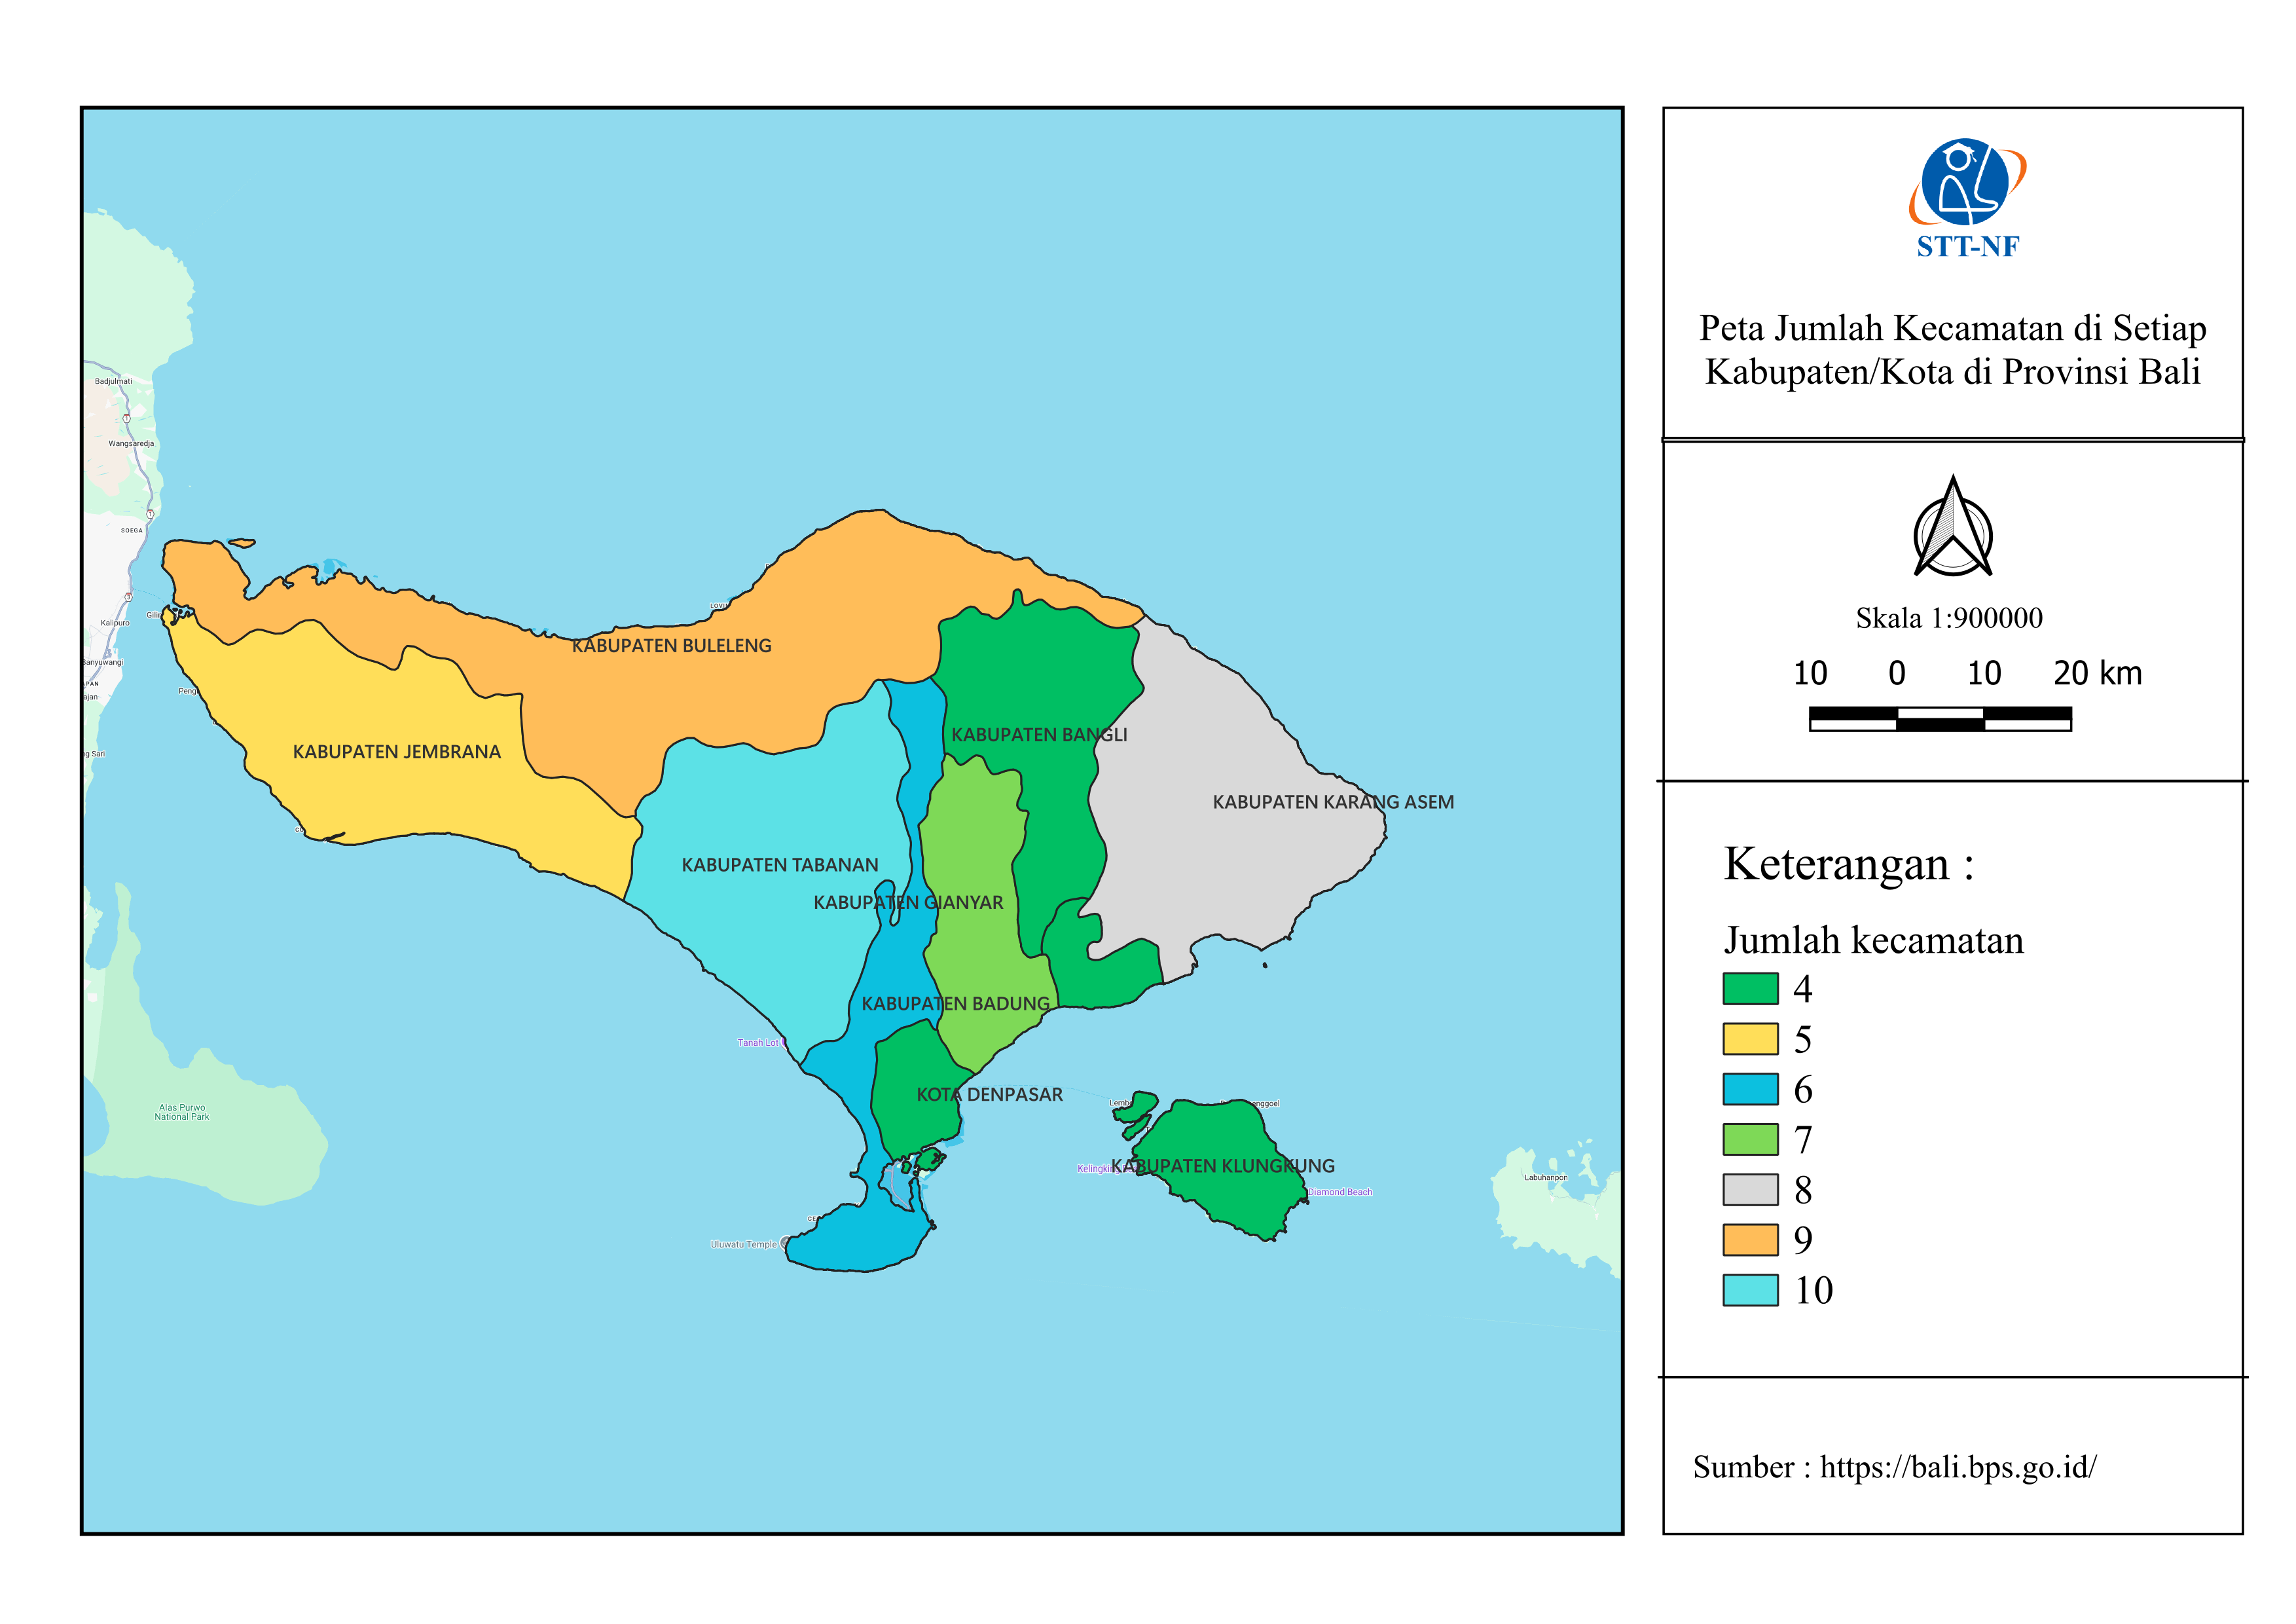 STT-NF
Peta Jumlah Kecamatan di Setiap
Kabupaten/Kota di Provinsi Bali
Skala 1:900000
10 0 10 20 km
Keterangan :
Jumlah kecamatan
4
5
6
7
8
9
10
Sumber : https://bali.bps.go.id/
Badjulmati
Wangsaredja
SOEGA
Kalipuro
Banyuwangi
KABUPATEN BULELENG
KABUPATEN JEMBRANA
KABUPATEN BANGLI
KABUPATEN KARANG ASEM
KABUPATEN TABANAN
KABUPATEN GIANYAR
KABUPATEN BADUNG
Tanah Lot
KOTA DENPASAR
Alas Purwo
National Park
KABUPATEN KLUNGKUNG
Labuhanpon
Diamond Beach
Uluwatu Temple